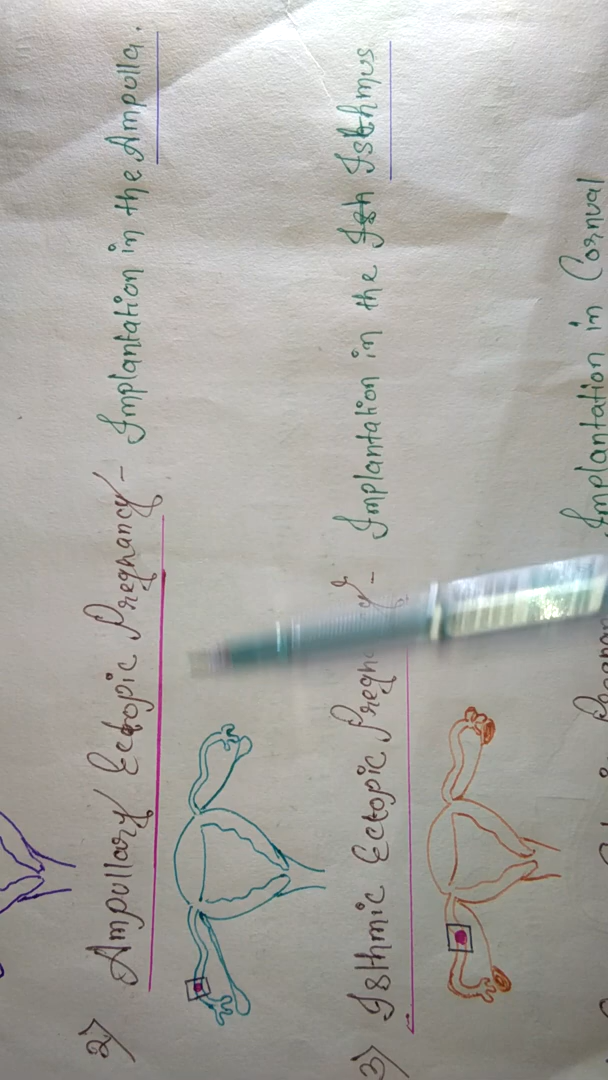 2) Ampullary Ectopic Pregnancy - Implantation in the Ampulla.
3) Isthmic Ectopic Pregn y - Implantation in the Isth Isthmus
Implantation in Cornual